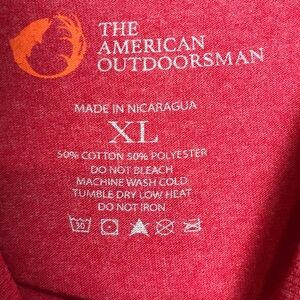 THE
AMERICAN
OUTDOORSMAN
MADE IN NICARAGUA
XL
50% COTTON 50% POLYESTER
DO NOT BLEACH
MACHINE WASH COLD
TUMBLE DRY LOW HEAT
DO NOT IRON
30